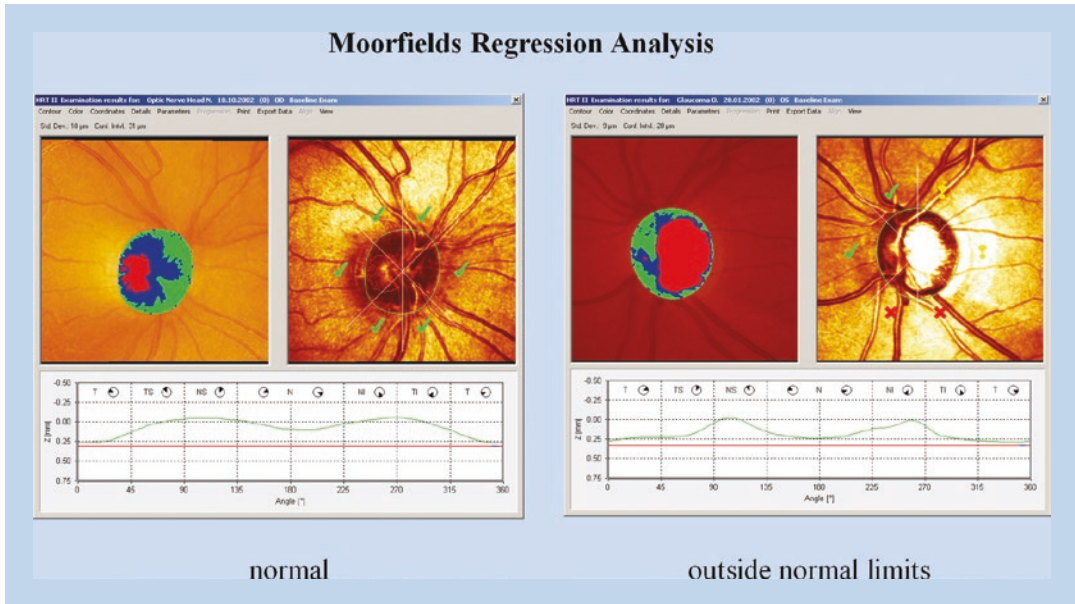 Moorfields Regression Analysis
HRT II Examination results for: Optic Nerve Head N. 10.10.2002 (0) OD Baseline Exam
Contour Color Coordinates Details Parameters Progression Print Export Data Align View
Std. Dev.: 10 µm Conf. Intvl.: 31 µm
-0.50
-0.25
0.00
0.25
0.50
0.75
Z [mm]
T TS NS N NI TI T
0 45 90 135 180 225 270 315 360
Angle [°]
normal
HRT II Examination results for: Glaucoma O. 28.01.2002 (0) OS Baseline Exam
Contour Color Coordinates Details Parameters Progression Print Export Data Align View
Std. Dev.: 9 µm Conf. Intvl.: 28 µm
-0.50
-0.25
0.00
0.25
0.50
0.75
Z [mm]
T TS NS N NI TI T
0 45 90 135 180 225 270 315 360
Angle [°]
outside normal limits